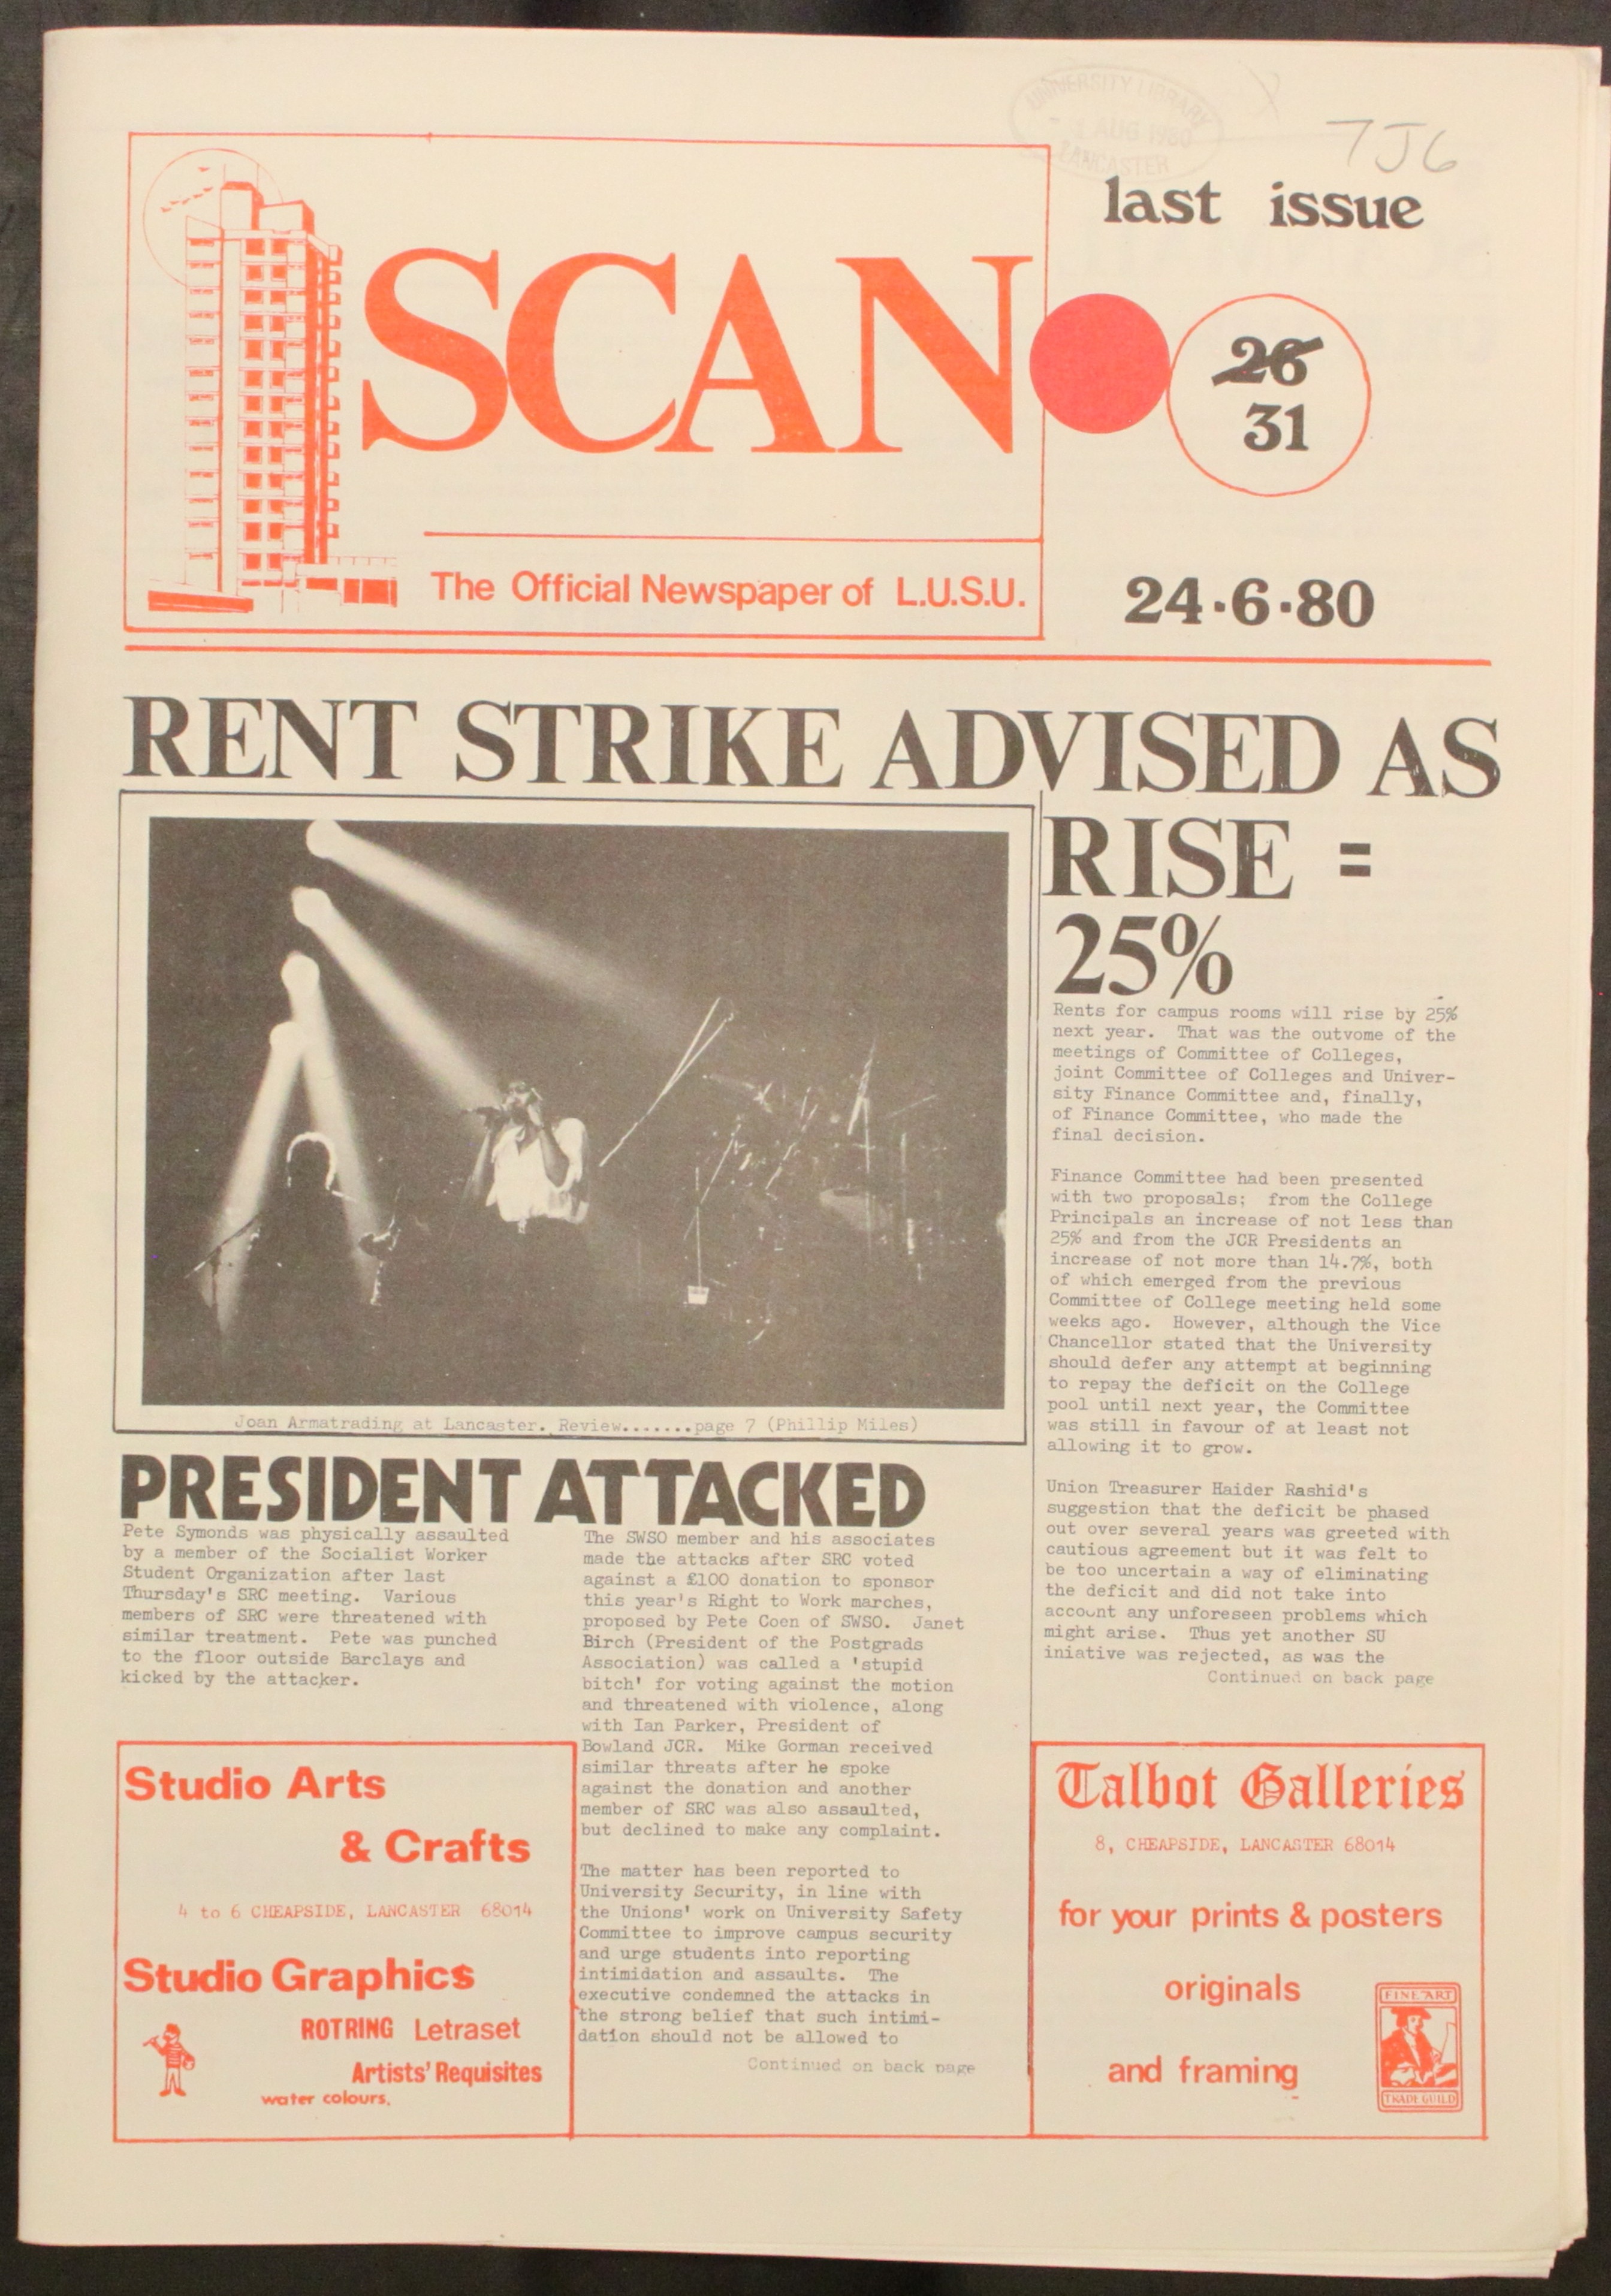 UNIVERSITY LIBRARY
AUG 1980
LANCASTER
7J6
last issue
SCAN
26
31
The Official Newspaper of L.U.S.U.
24.6.80
RENT STRIKE ADVISED AS
RISE =
25%
Rents for campus rooms will rise by 25%
next year. That was the outvome of the
meetings of Committee of Colleges,
joint Committee of Colleges and Univer-
sity Finance Committee and, finally,
of Finance Committee, who made the
final decision.
Finance Committee had been presented
with two proposals; from the College
Principals an increase of not less than
25% and from the JCR Presidents an
increase of not more than 14.7%, both
of which emerged from the previous
Committee of College meeting held some
weeks ago. However, although the Vice
Chancellor stated that the University
should defer any attempt at beginning
to repay the deficit on the College
pool until next year, the Committee
was still in favour of at least not
allowing it to grow.
Union Treasurer Haider Rashid's
suggestion that the deficit be phased
out over several years was greeted with
cautious agreement but it was felt to
be too uncertain a way of eliminating
the deficit and did not take into
account any unforeseen problems which
might arise. Thus yet another SU
iniative was rejected, as was the
Continued on back page
Joan Armatrading at Lancaster. Review.......page 7 (Phillip Miles)
PRESIDENT ATTACKED
Pete Symonds was physically assaulted
by a member of the Socialist Worker
Student Organization after last
Thursday's SRC meeting. Various
members of SRC were threatened with
similar treatment. Pete was punched
to the floor outside Barclays and
kicked by the attacker.
The SWSO member and his associates
made the attacks after SRC voted
against a £100 donation to sponsor
this year's Right to Work marches,
proposed by Pete Coen of SWSO. Janet
Birch (President of the Postgrads
Association) was called a 'stupid
bitch' for voting against the motion
and threatened with violence, along
with Ian Parker, President of
Bowland JCR. Mike Gorman received
similar threats after he spoke
against the donation and another
member of SRC was also assaulted,
but declined to make any complaint.
The matter has been reported to
University Security, in line with
the Unions' work on University Safety
Committee to improve campus security
and urge students into reporting
intimidation and assaults. The
executive condemned the attacks in
the strong belief that such intimi-
dation should not be allowed to
Continued on back page
Studio Arts
& Crafts
4 to 6 CHEAPSIDE, LANCASTER 68014
Studio Graphics
ROTRING Letraset
Artists' Requisites
water colours,
Talbot Galleries
8, CHEAPSIDE, LANCASTER 68014
for your prints & posters
originals
and framing
FINE ART
TRADE GUILD